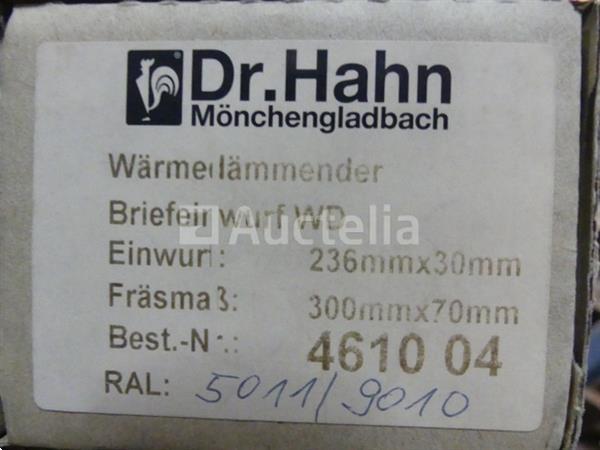 Dr.Hahn
Mönchengladbach
Wärmedämmender
Briefeinwurf WD
Auctelia
Einwurf: 236mmx30mm
Fräsmaß: 300mmx70mm
Best.-Nr.: 4610 04
RAL: 5011/9010